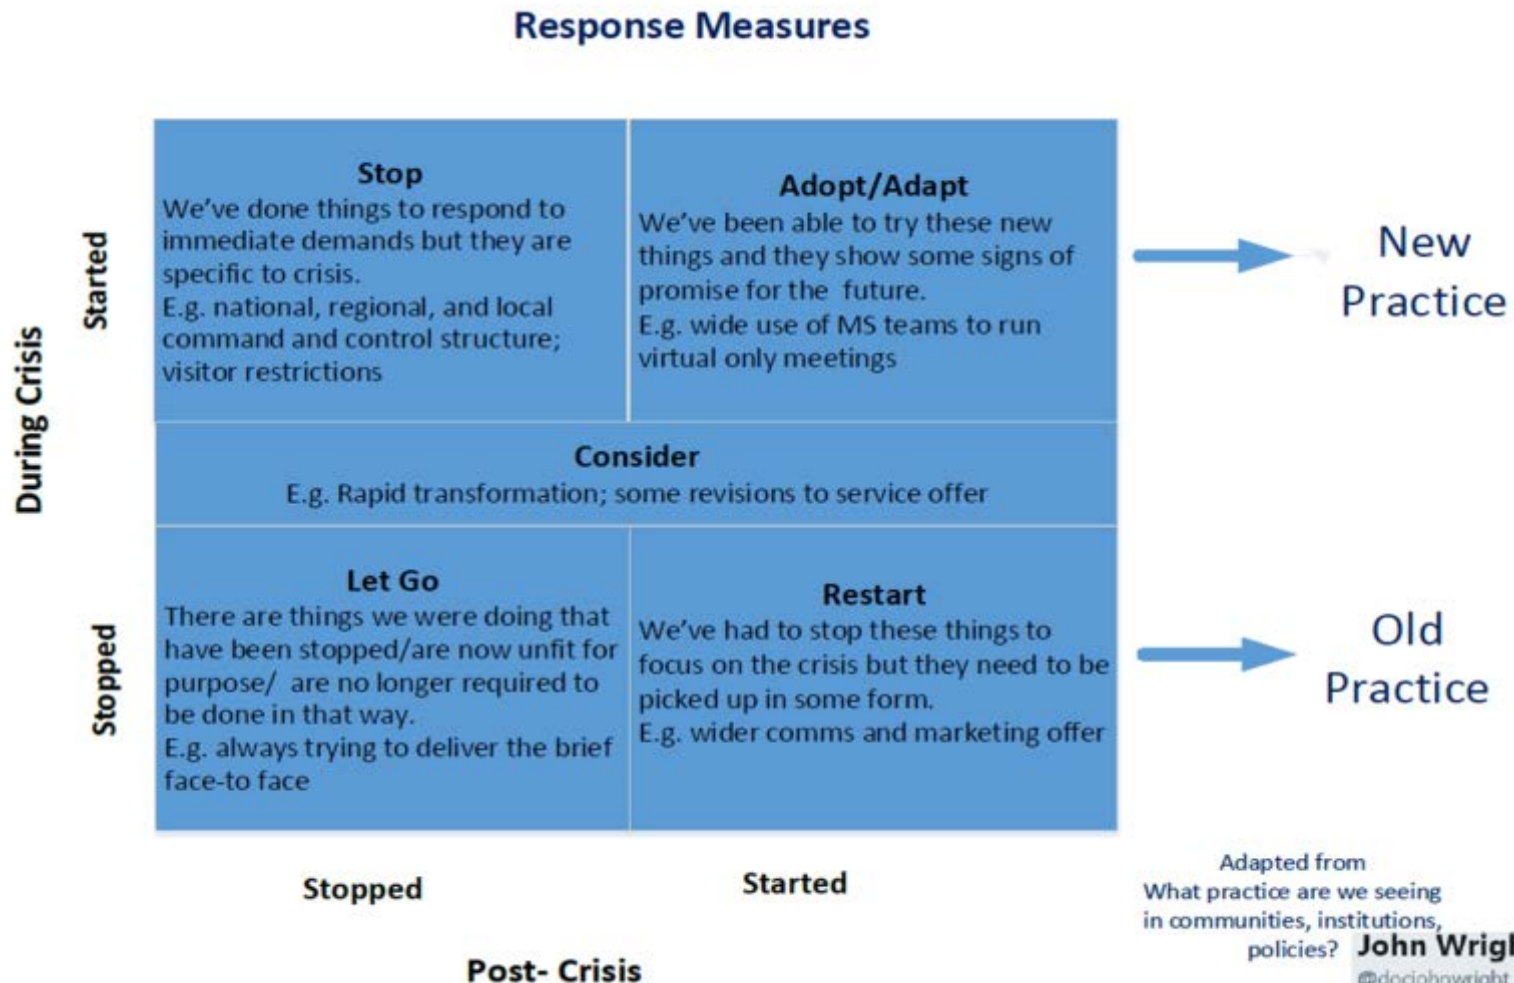 Response Measures
During Crisis
Started
Stop
We've done things to respond to
immediate demands but they are
specific to crisis.
E.g. national, regional, and local
command and control structure;
visitor restrictions
Adopt/Adapt
We've been able to try these new
things and they show some signs of
promise for the future.
E.g. wide use of MS teams to run
virtual only meetings
New
Practice
Consider
E.g. Rapid transformation; some revisions to service offer
Stopped
Let Go
There are things we were doing that
have been stopped/are now unfit for
purpose/ are no longer required to
be done in that way.
E.g. always trying to deliver the brief
face-to face
Restart
We've had to stop these things to
focus on the crisis but they need to be
picked up in some form.
E.g. wider comms and marketing offer
Old
Practice
Stopped
Started
Post- Crisis
Adapted from
What practice are we seeing
in communities, institutions,
policies?
John